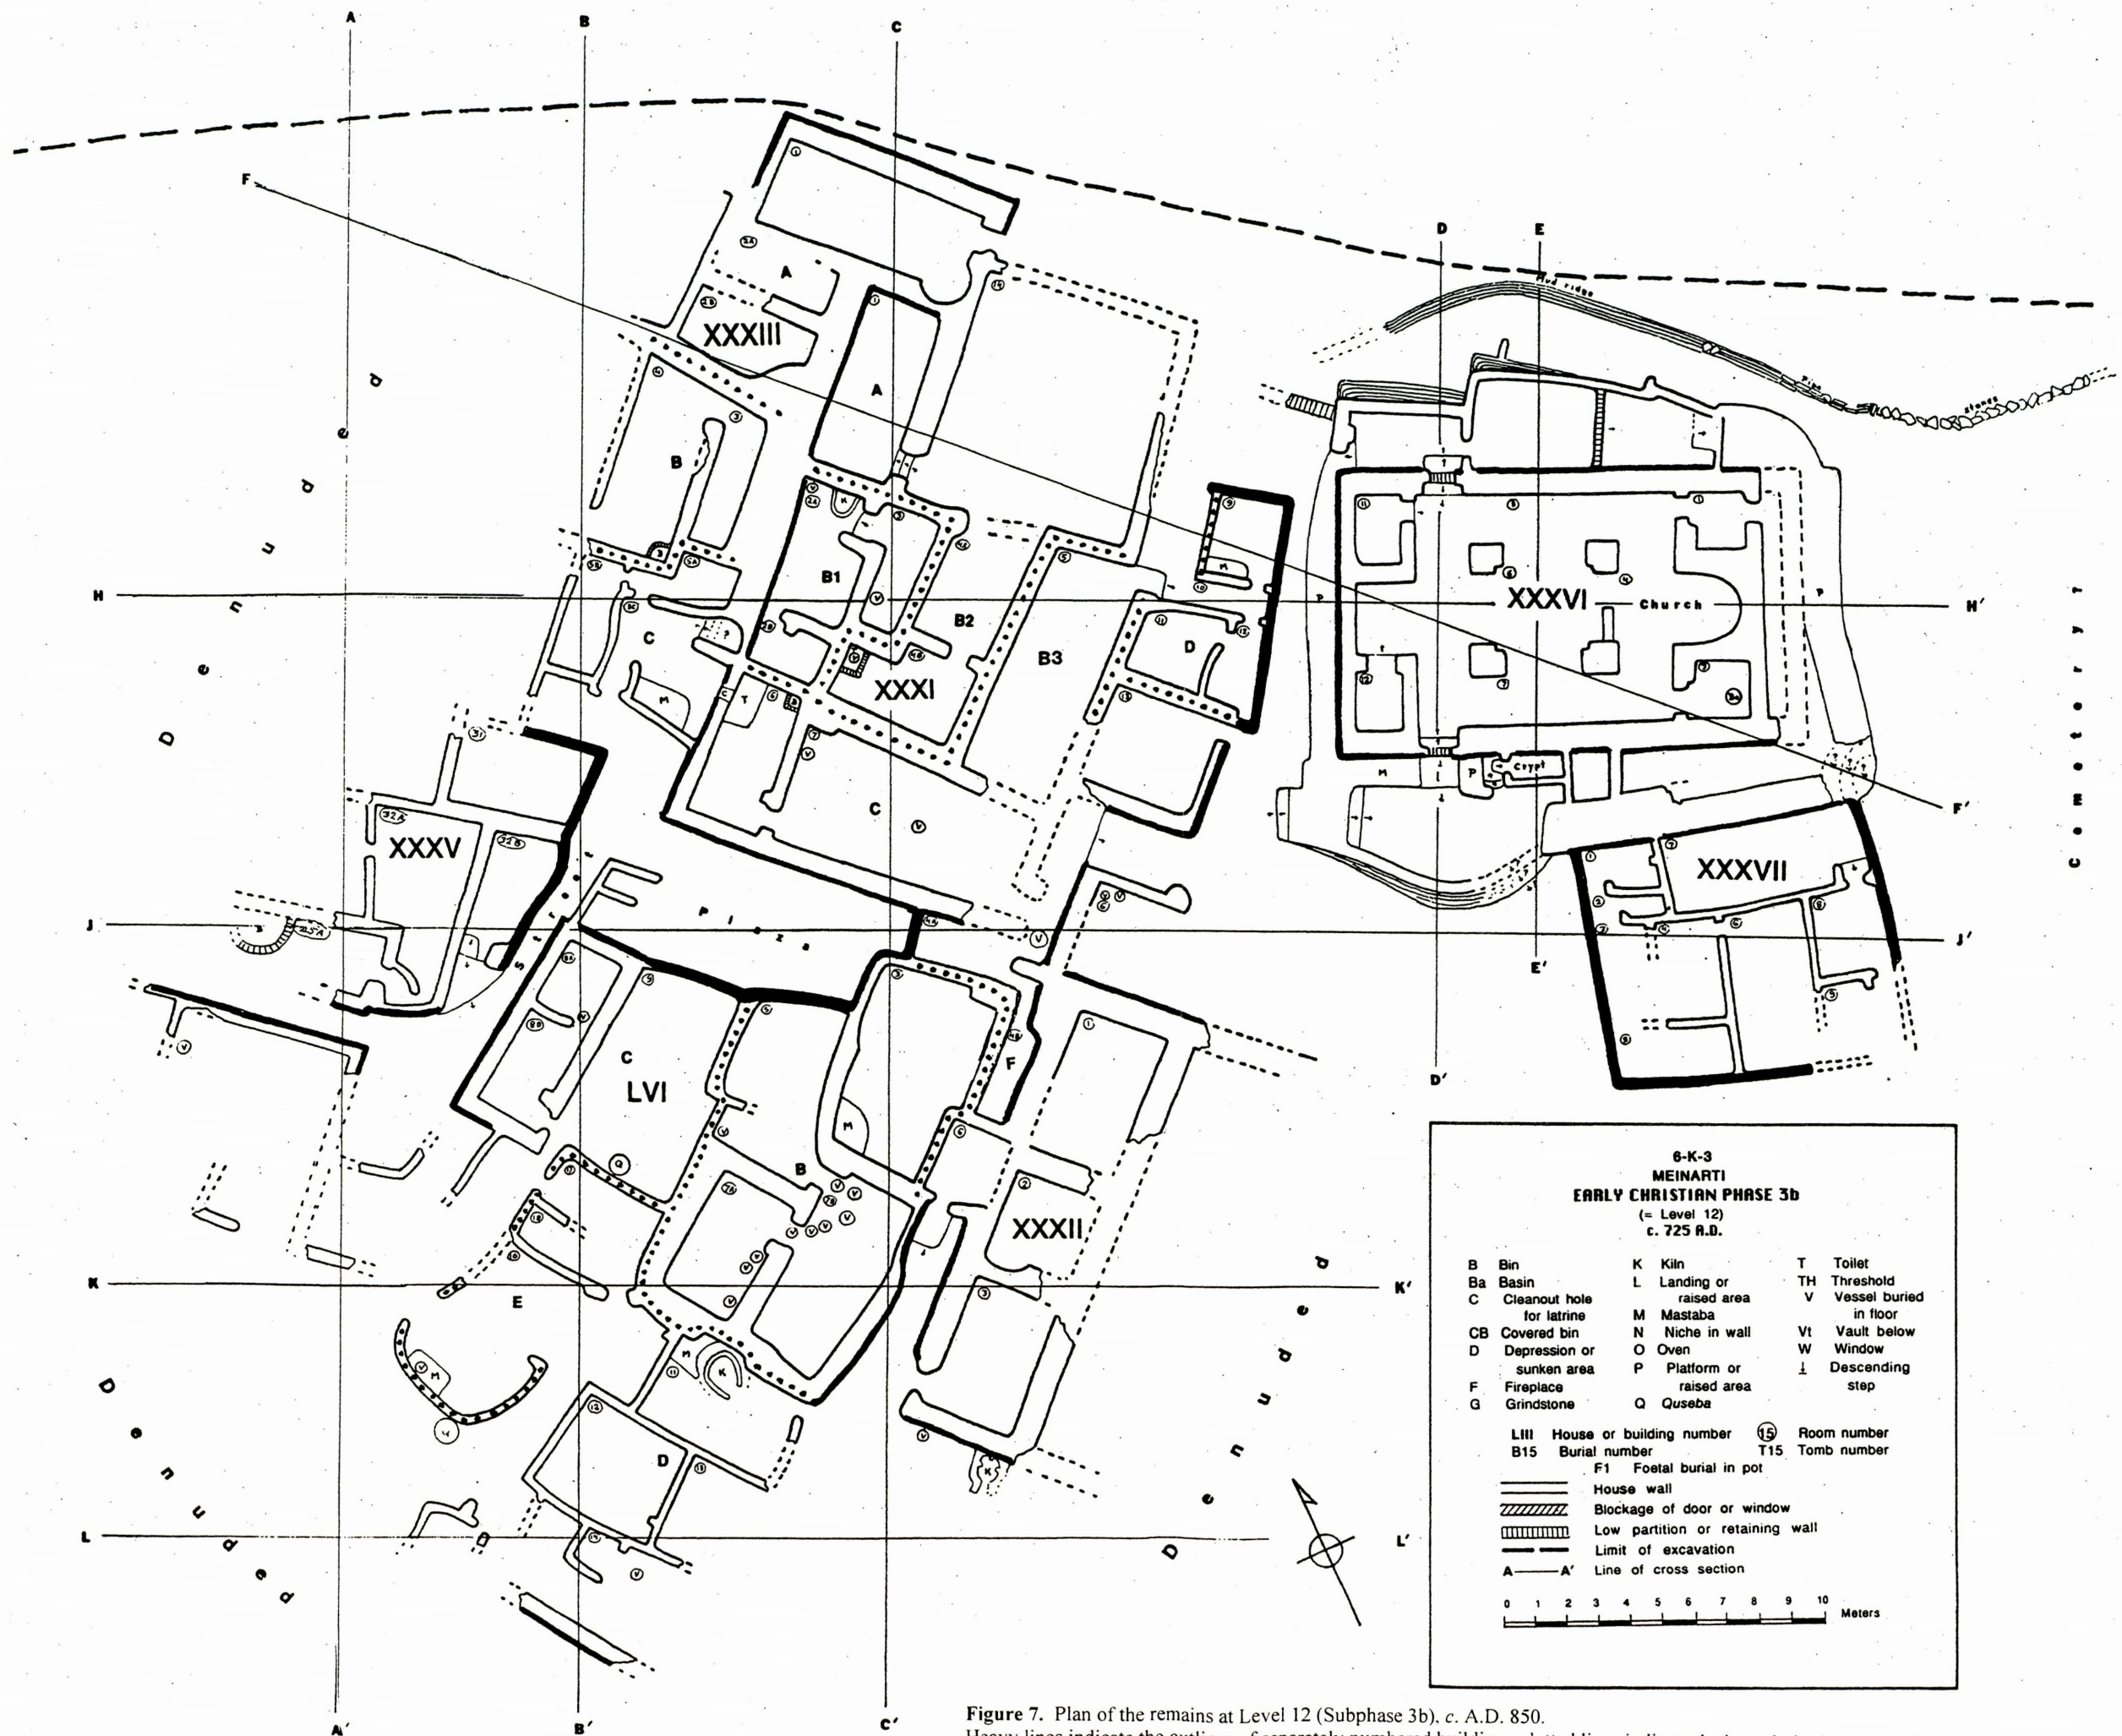 A
B
C
F
D
E
Mud ridge
Pipe
stones
Denuded
XXXIII
A
A
B
B1
B2
B3
C
D
XXXI
C
H
H'
XXXVI
Church
Crypt
Cemetery
XXXV
XXXVII
F'
Plaza
J
J'
E'
D'
C
LVI
B
F
XXXII
K
K'
E
D
L
L'
Denuded
Denuded
A'
B'
C'
6-K-3
MEINARTI
EARLY CHRISTIAN PHASE 3b
(= Level 12)
c. 725 A.D.
B Bin
Ba Basin
C Cleanout hole
for latrine
CB Covered bin
D Depression or
sunken area
F Fireplace
G Grindstone
K Kiln
L Landing or
raised area
M Mastaba
N Niche in wall
O Oven
P Platform or
raised area
Q Quseba
T Toilet
TH Threshold
V Vessel buried
in floor
Vt Vault below
W Window
Descending
step
LIII House or building number
15 Room number
B15 Burial number
T15 Tomb number
F1 Foetal burial in pot
House wall
Blockage of door or window
Low partition or retaining wall
Limit of excavation
A A' Line of cross section
0 1 2 3 4 5 6 7 8 9 10
Meters
Figure 7. Plan of the remains at Level 12 (Subphase 3b), c. A.D. 850.